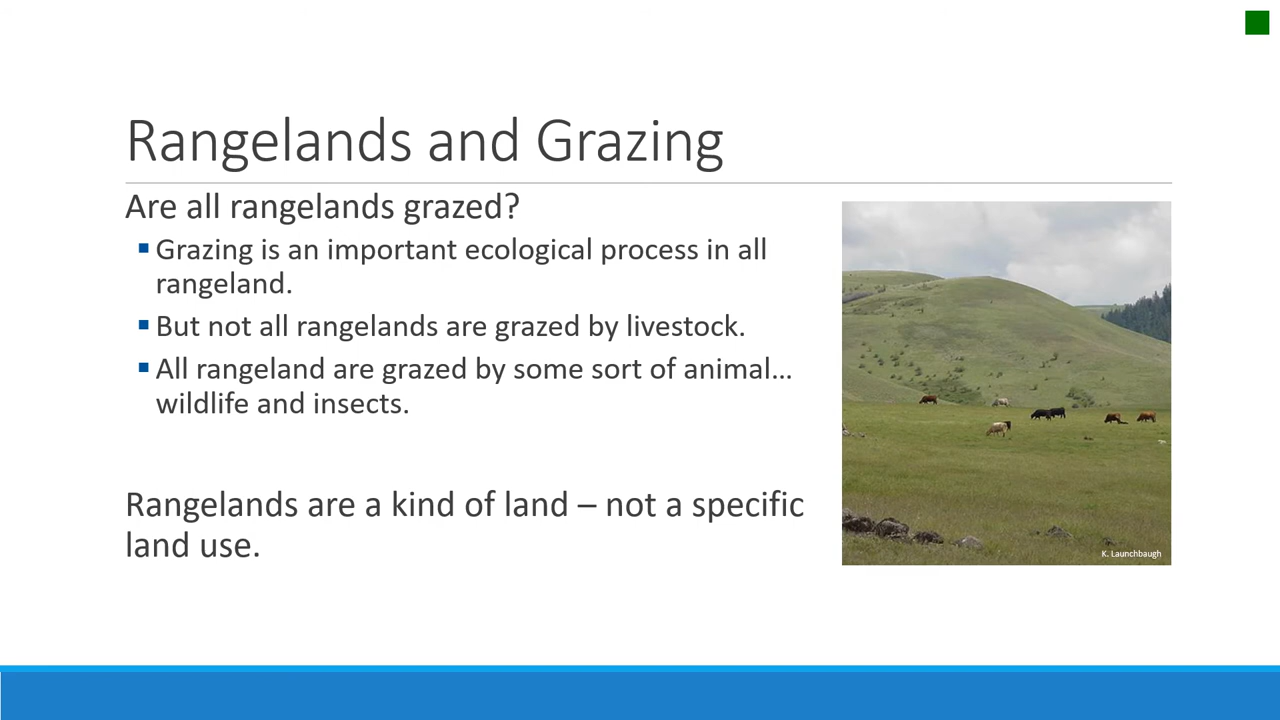 Rangelands and Grazing
Are all rangelands grazed?
Grazing is an important ecological process in all
rangeland.
But not all rangelands are grazed by livestock.
All rangeland are grazed by some sort of animal…
wildlife and insects.
Rangelands are a kind of land – not a specific
land use.
K. Launchbaugh